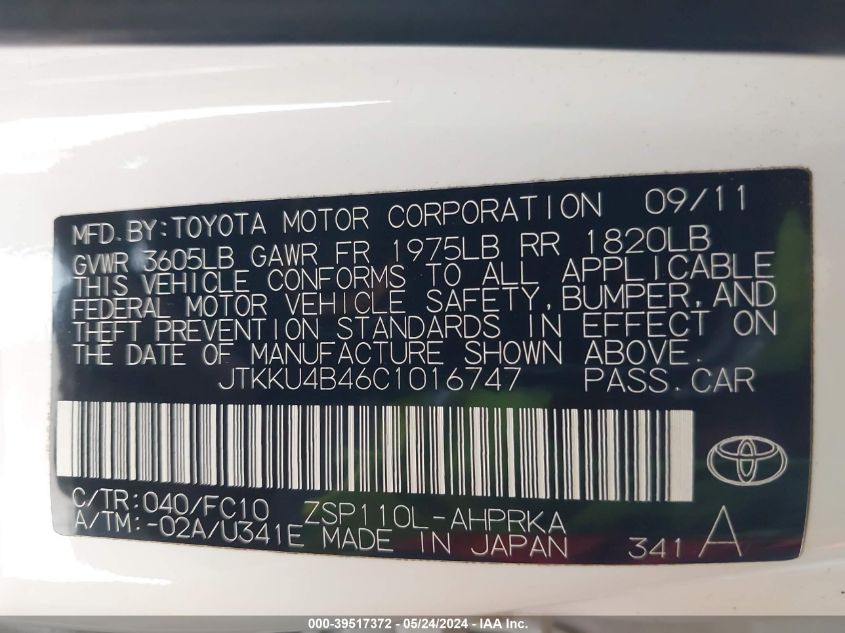 MFD. BY: TOYOTA MOTOR CORPORATION 09/11
GVWR 3605LB GAWR FR 1975LB RR 1820LB
THIS VEHICLE CONFORMS TO ALL APPLICABLE
FEDERAL MOTOR VEHICLE SAFETY, BUMPER, AND
THEFT PREVENTION STANDARDS IN EFFECT ON
THE DATE OF MANUFACTURE SHOWN ABOVE.
JTKKU4B46C1016747 PASS. CAR
C/TR: 040/FC10 ZSP110L-AHPRKA
A/TM: -02A/U341E MADE IN JAPAN 341 A
000-39517372 - 05/24/2024 - IAA Inc.